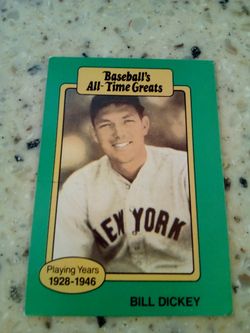 Baseball's
All-Time Greats
NEW YORK
Playing Years
1928-1946
BILL DICKEY